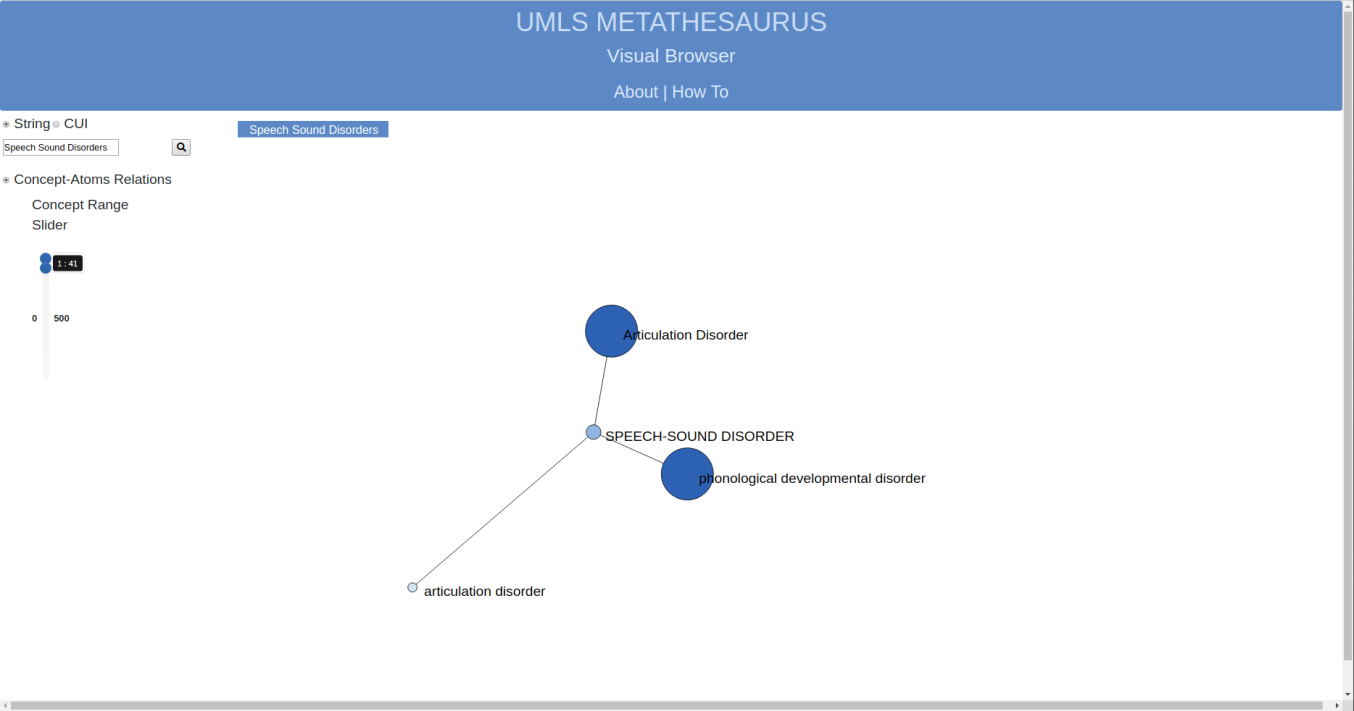 UMLS METATHESAURUS
Visual Browser
About | How To
String CUI
Speech Sound Disorders
Speech Sound Disorders
Concept-Atoms Relations
Concept Range
Slider
1 : 41
0 500
Articulation Disorder
SPEECH-SOUND DISORDER
phonological developmental disorder
articulation disorder